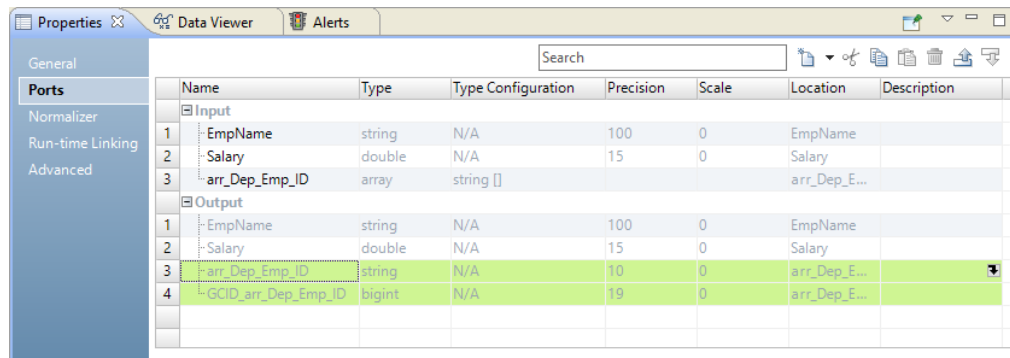 Properties Data Viewer Alerts
Search
General
Ports
Normalizer
Run-time Linking
Advanced
Name Type Type Configuration Precision Scale Location Description
Input
1 EmpName string N/A 100 0 EmpName
2 Salary double N/A 15 0 Salary
3 arr_Dep_Emp_ID array string [] arr_Dep_E...
Output
1 EmpName string N/A 100 0 EmpName
2 Salary double N/A 15 0 Salary
3 arr_Dep_Emp_ID string N/A 10 0 arr_Dep_E...
4 GCID_arr_Dep_Emp_ID bigint N/A 19 0 arr_Dep_E...